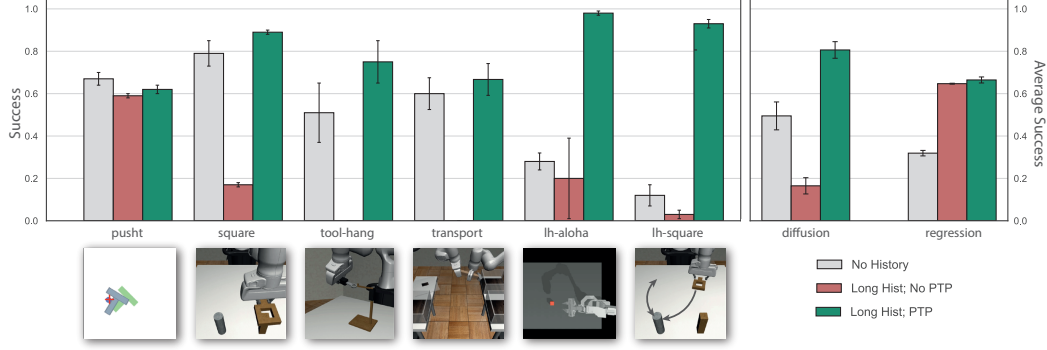 1.0
0.8
0.6
0.4
0.2
0.0
Success
pusht
square
tool-hang
transport
lh-aloha
lh-square
1.0
0.8
0.6
0.4
0.2
0.0
Average Success
diffusion
regression
No History
Long Hist; No PTP
Long Hist; PTP